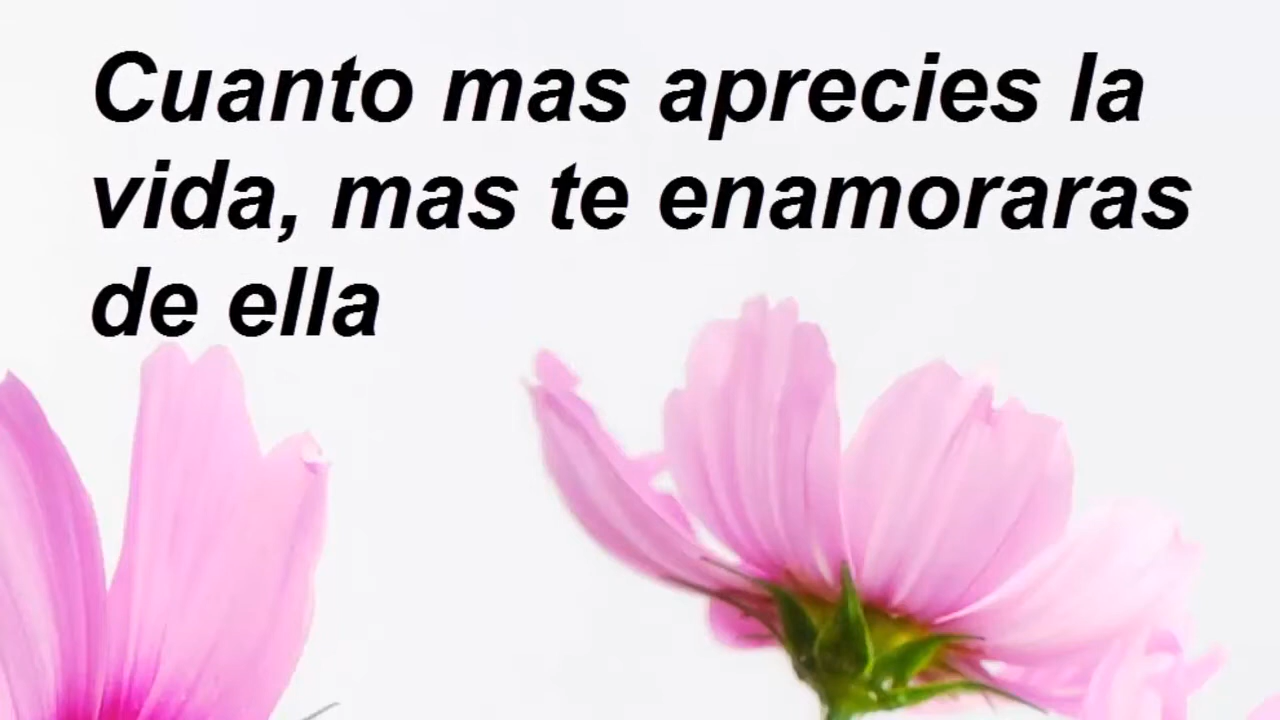 Cuanto mas aprecies la
vida, mas te enamoraras
de ella